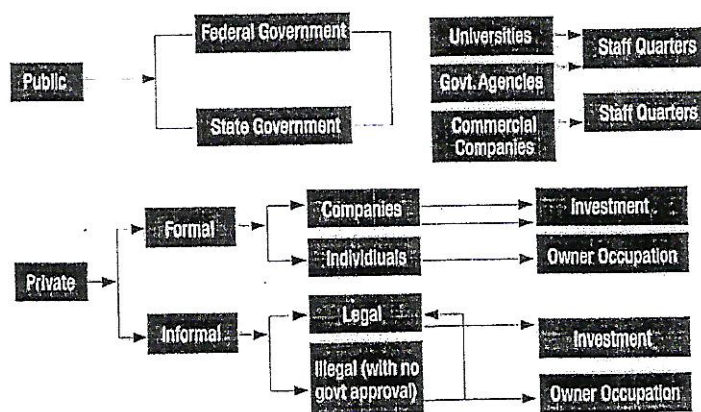 Federal Government
Universities
Staff Quarters
Public
Govt. Agencies
State Government
Commercial
Companies
Staff Quarters
Formal
Companies
Investment
Private
Individuals
Owner Occupation
Informal
Legal
Investment
Illegal (with no
govt approval)
Owner Occupation